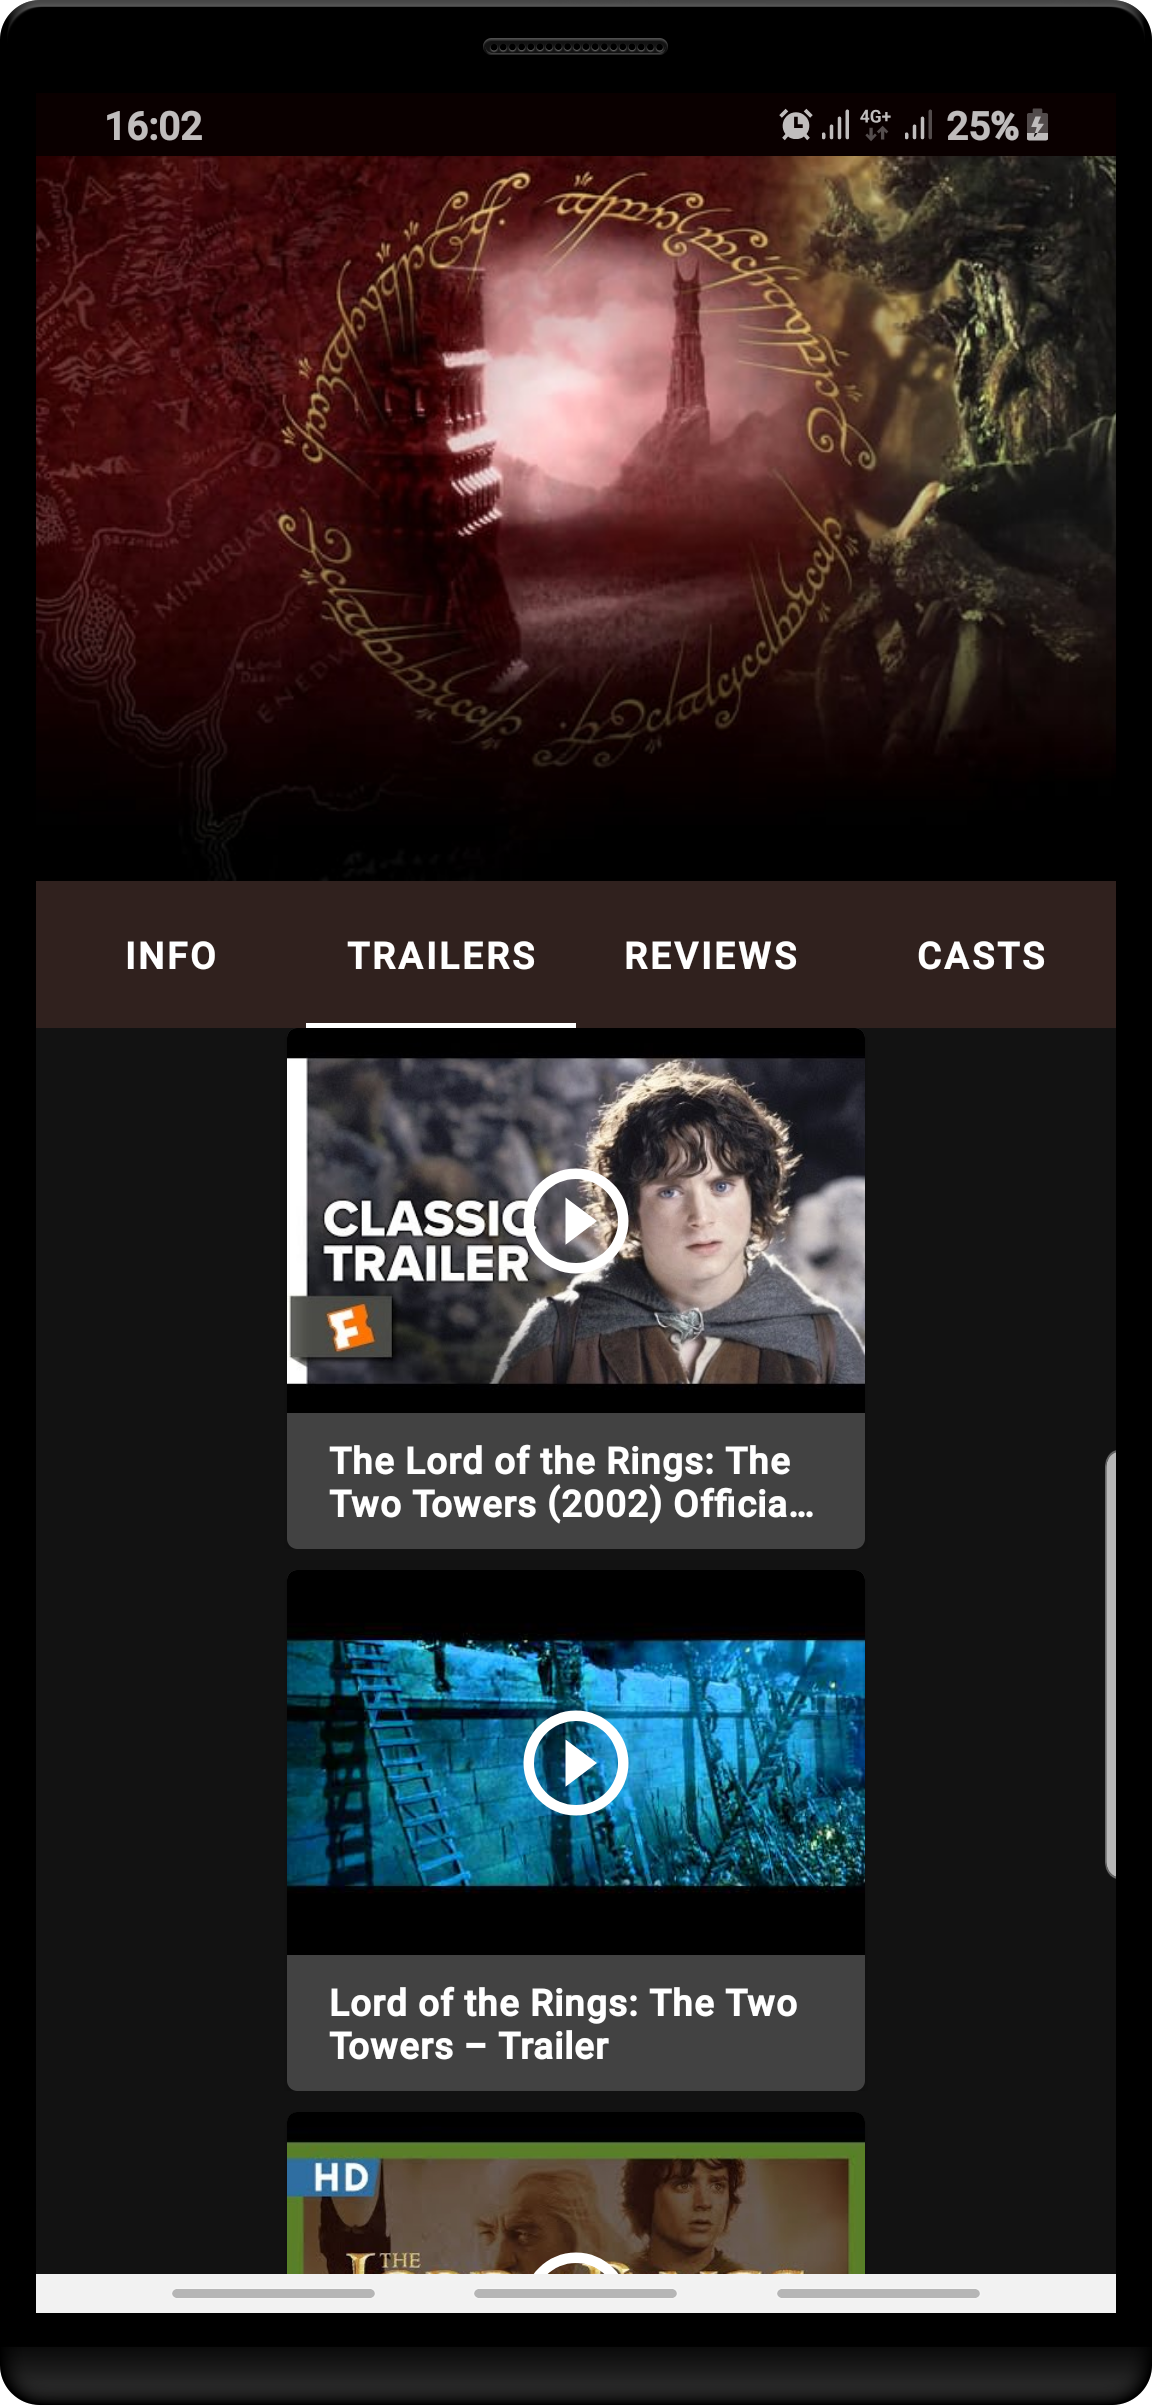 16:02
4G+
25%
MINHIRIATH
INFO
TRAILERS
REVIEWS
CASTS
CLASSIC
TRAILER
F
The Lord of the Rings: The
Two Towers (2002) Officia...
Lord of the Rings: The Two
Towers – Trailer
HD
THE